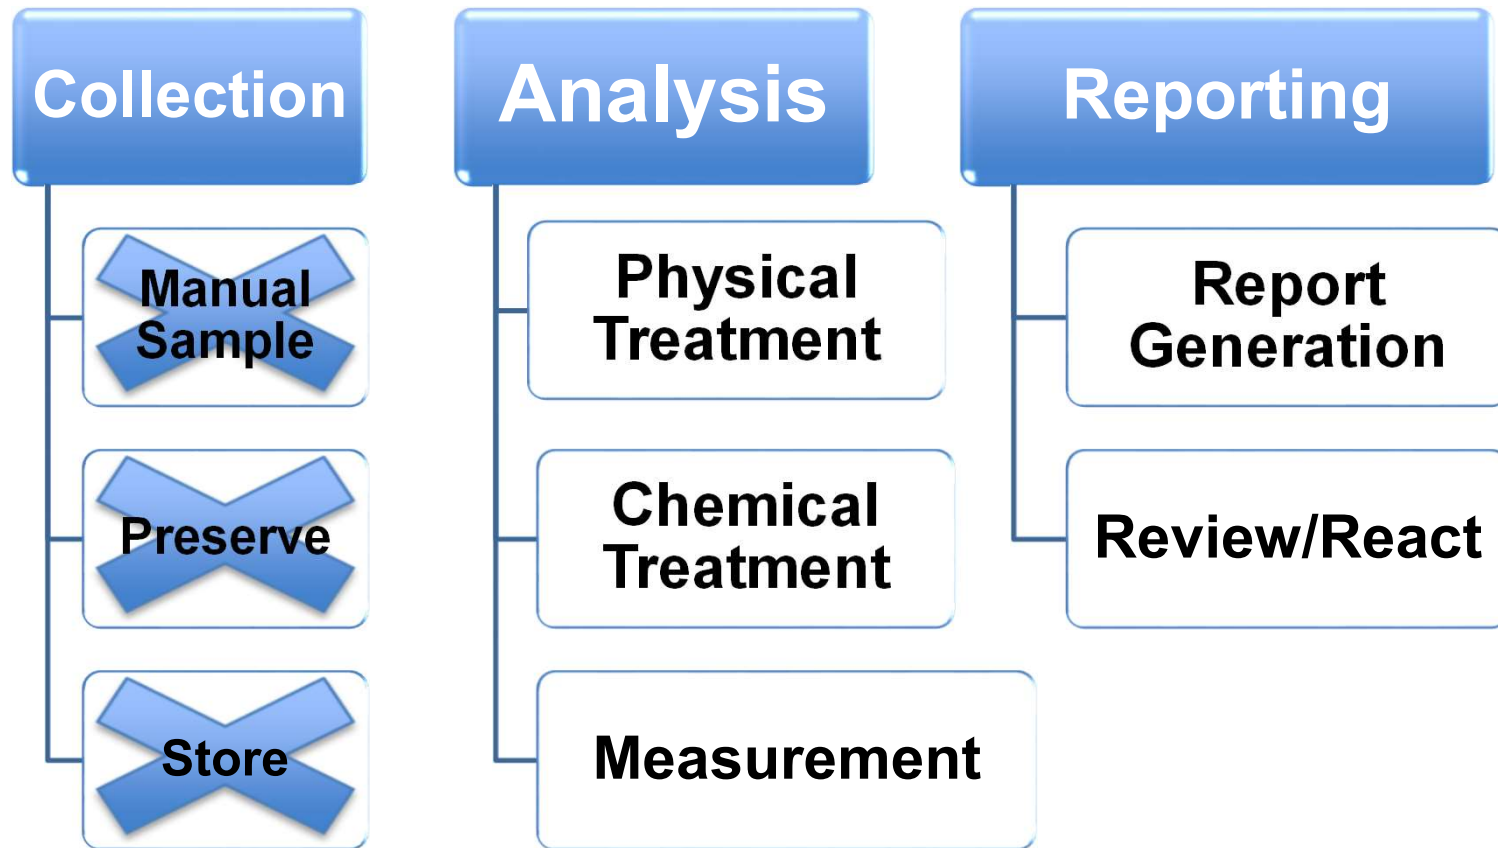 Collection
Manual
Sample
Preserve
Store
Analysis
Physical
Treatment
Chemical
Treatment
Measurement
Reporting
Report
Generation
Review/React